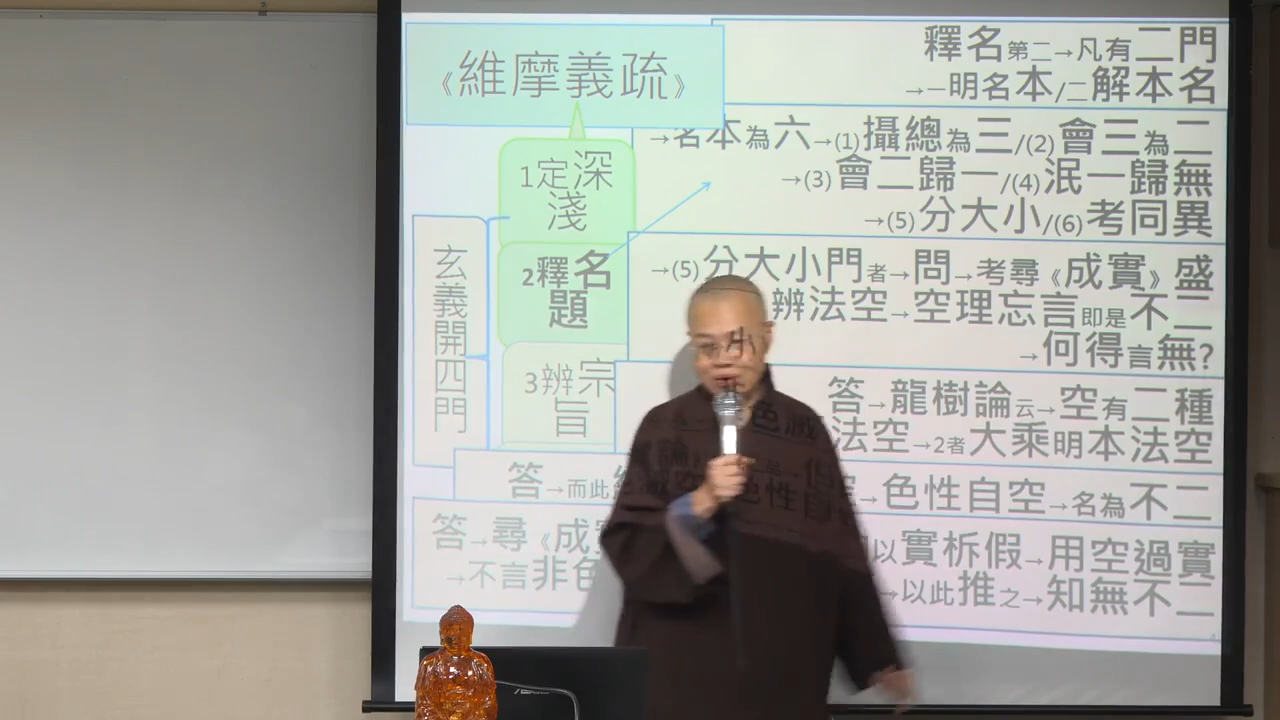 《維摩義疏》
釋名第二→凡有二門
→一明名本/二解本名
→名本為六→(1)攝總為三/(2)會三為二
→(3)會二歸一/(4)泯一歸無
→(5)分大小/(6)考同異
1定深
淺
2釋名
題
3辨宗
旨
玄義開四門
→(5)分大小門者→問→考尋《成實》盛
辨法空→空理忘言即是不二
→何得言無?
答→龍樹論云→空有二種
法空→2者大乘明本法空
答→而此
→色性自空→名為不二
答→尋《成
以實柝假→用空過實
→不言非色
→以此推之→知無不二